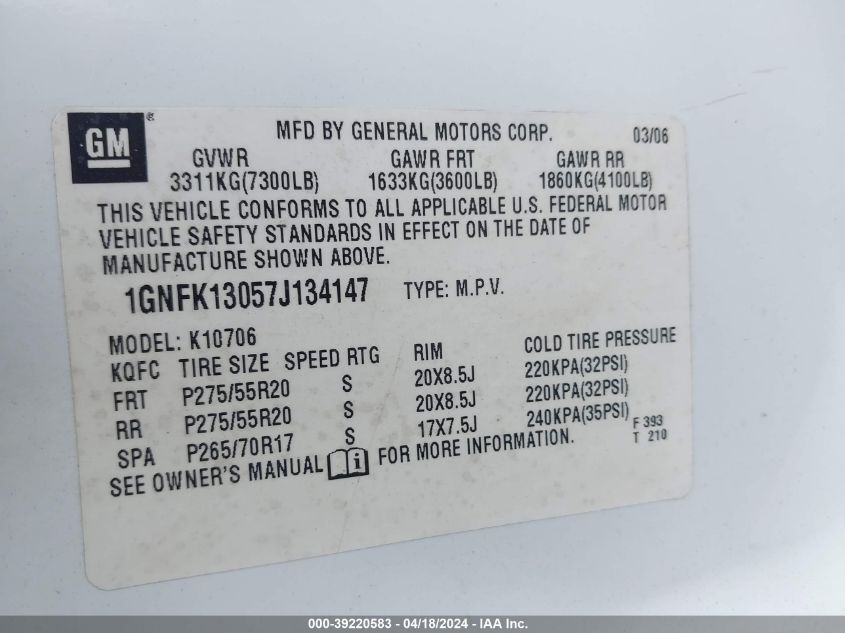 GM ®
MFD BY GENERAL MOTORS CORP. 03/06
GVWR GAWR FRT GAWR RR
3311KG(7300LB) 1633KG(3600LB) 1860KG(4100LB)
THIS VEHICLE CONFORMS TO ALL APPLICABLE U.S. FEDERAL MOTOR
VEHICLE SAFETY STANDARDS IN EFFECT ON THE DATE OF
MANUFACTURE SHOWN ABOVE.
1GNFK13057J134147 TYPE: M.P.V.
MODEL: K10706
KQFC TIRE SIZE SPEED RTG RIM COLD TIRE PRESSURE
FRT P275/55R20 S 20X8.5J 220KPA(32PSI)
RR P275/55R20 S 20X8.5J 220KPA(32PSI)
SPA P265/70R17 S 17X7.5J 240KPA(35PSI)
SEE OWNER'S MANUAL i FOR MORE INFORMATION.
F 393
T 210
000-39220583 - 04/18/2024 - IAA Inc.